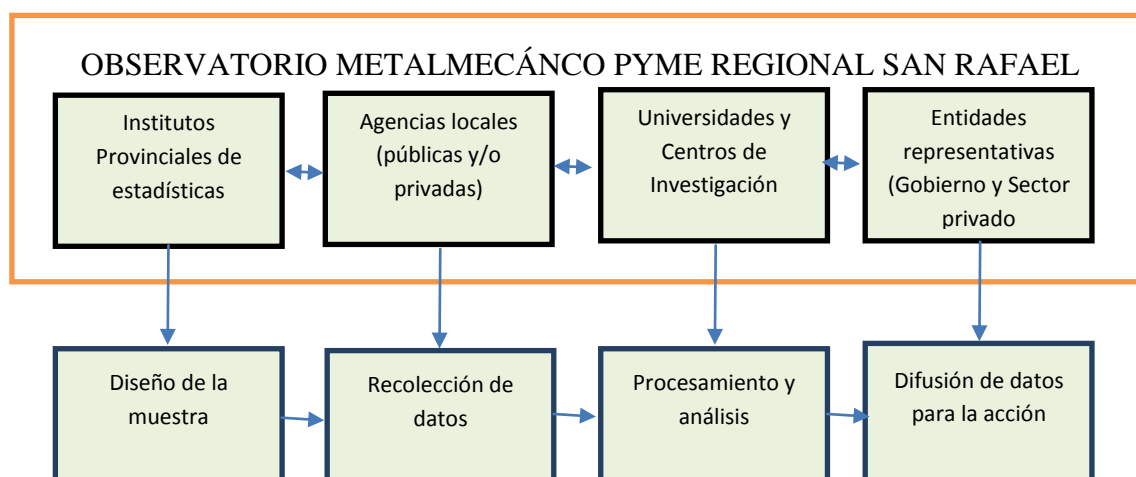 OBSERVATORIO METALMECÁNCO PYME REGIONAL SAN RAFAEL
Institutos
Provinciales de
estadísticas
Agencias locales
(públicas y/o
privadas)
Universidades y
Centros de
Investigación
Entidades
representativas
(Gobierno y Sector
privado
Diseño de la
muestra
Recolección de
datos
Procesamiento y
análisis
Difusión de datos
para la acción